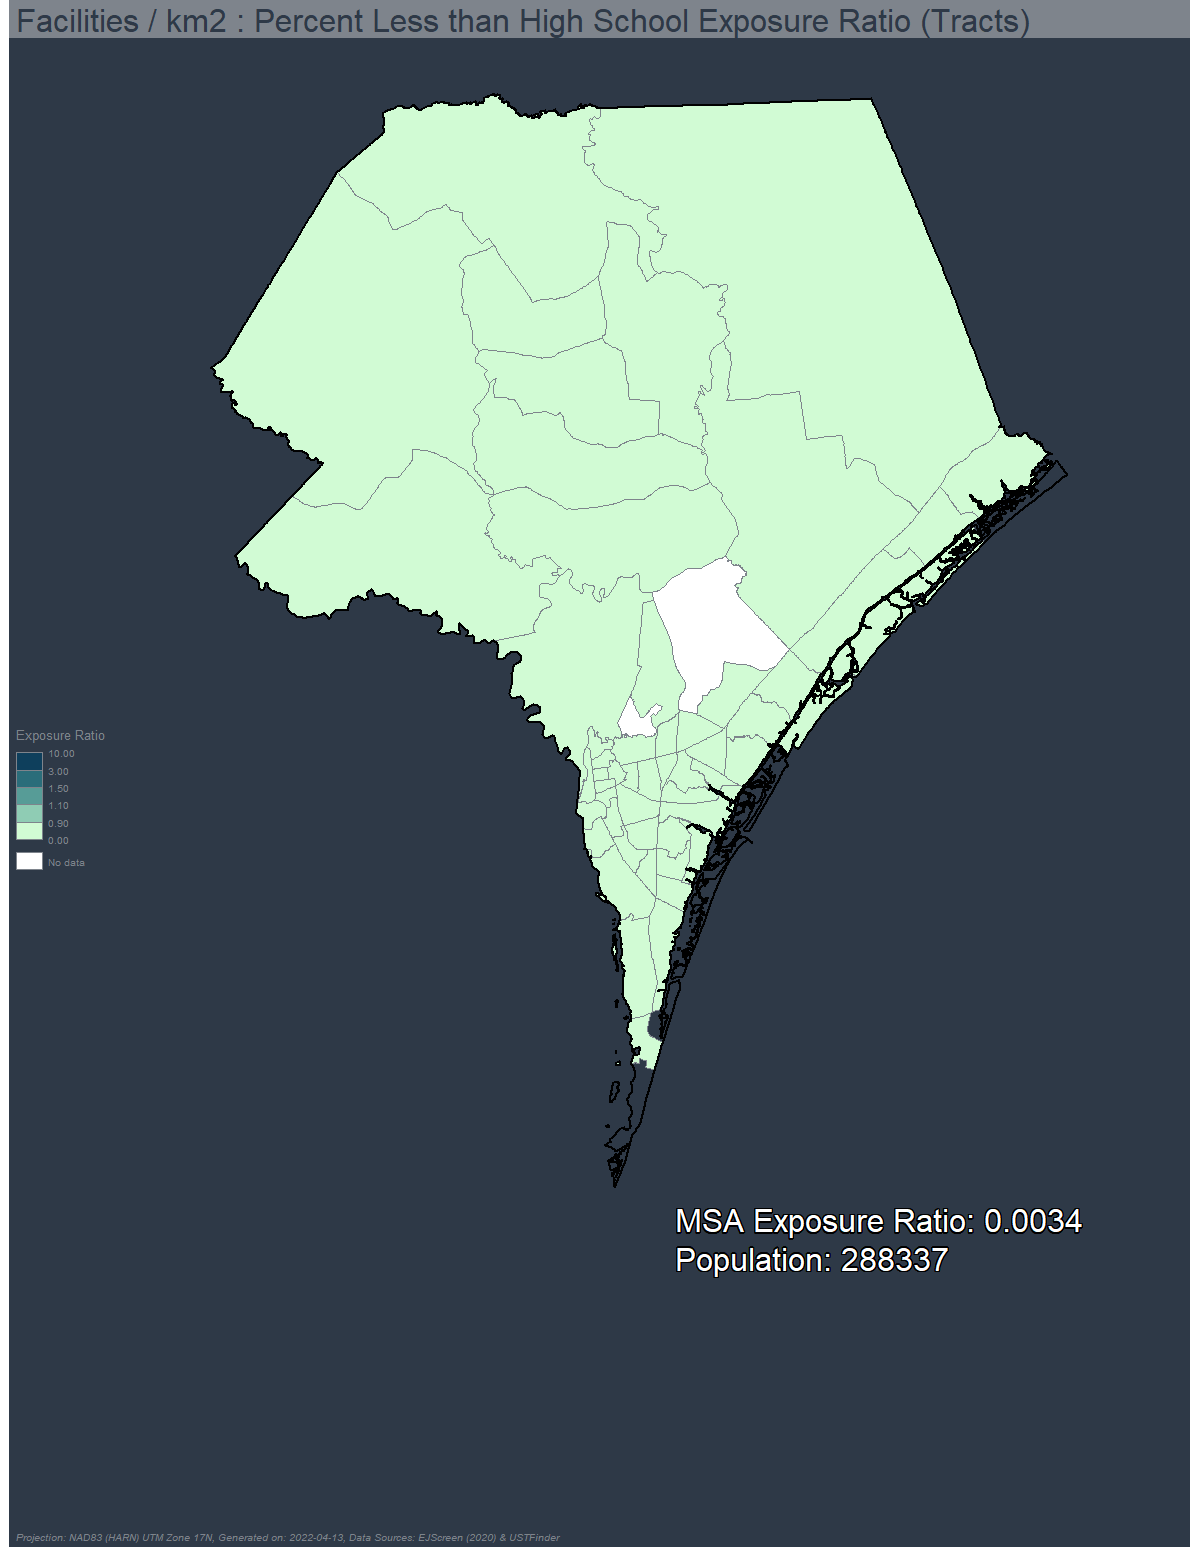 Facilities / km2 : Percent Less than High School Exposure Ratio (Tracts)
Exposure Ratio
10.00
3.00
1.50
1.10
0.90
0.00
No data
MSA Exposure Ratio: 0.0034
Population: 288337
Projection: NAD83 (HARN) UTM Zone 17N, Generated on: 2022-04-13, Data Sources: EJScreen (2020) & USTFinder